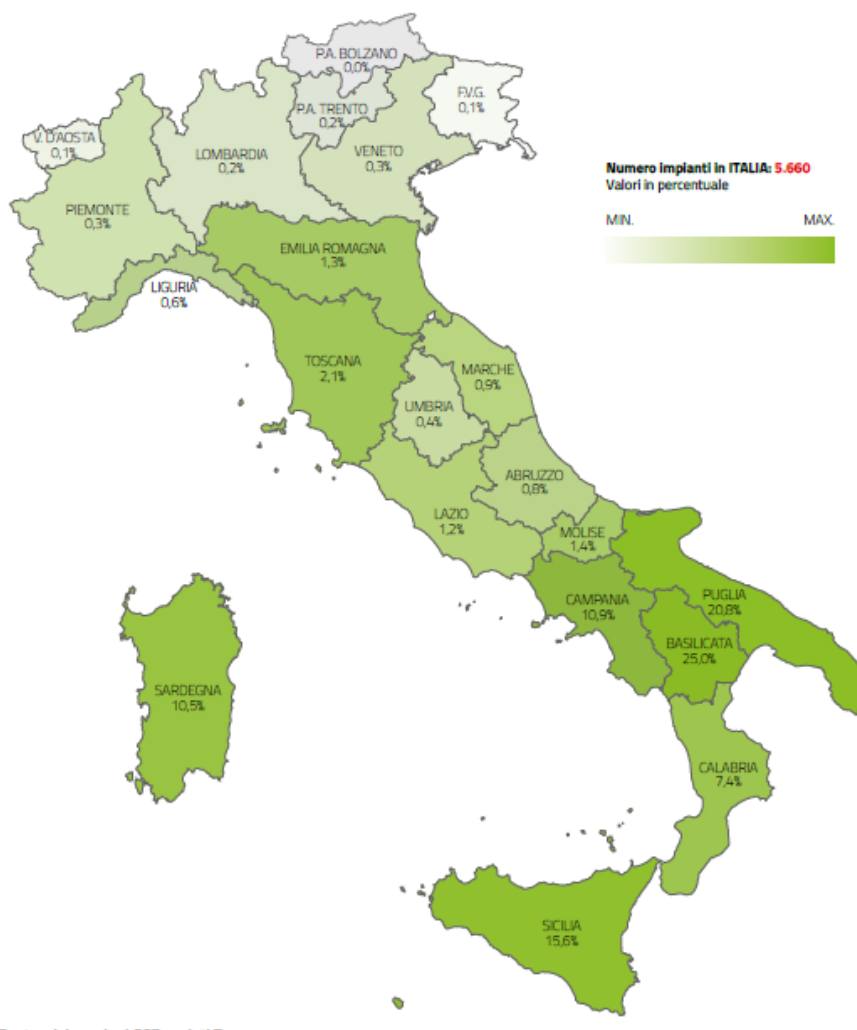 P.A. BOLZANO
0,0%
F.V.G.
0,1%
P.A. TRENTO
0,2%
V. D'AOSTA
0,1%
LOMBARDIA
0,2%
VENETO
0,3%
Numero impianti in ITALIA: 5.660
Valori in percentuale
MIN. MAX.
PIEMONTE
0,3%
EMILIA ROMAGNA
1,3%
LIGURIA
0,6%
TOSCANA
2,1%
MARCHE
0,9%
UMBRIA
0,4%
ABRUZZO
0,8%
LAZIO
1,2%
MOLISE
1,4%
CAMPANIA
10,9%
PUGLIA
20,8%
BASILICATA
25,0%
SARDEGNA
10,5%
CALABRIA
7,4%
SICILIA
15,6%